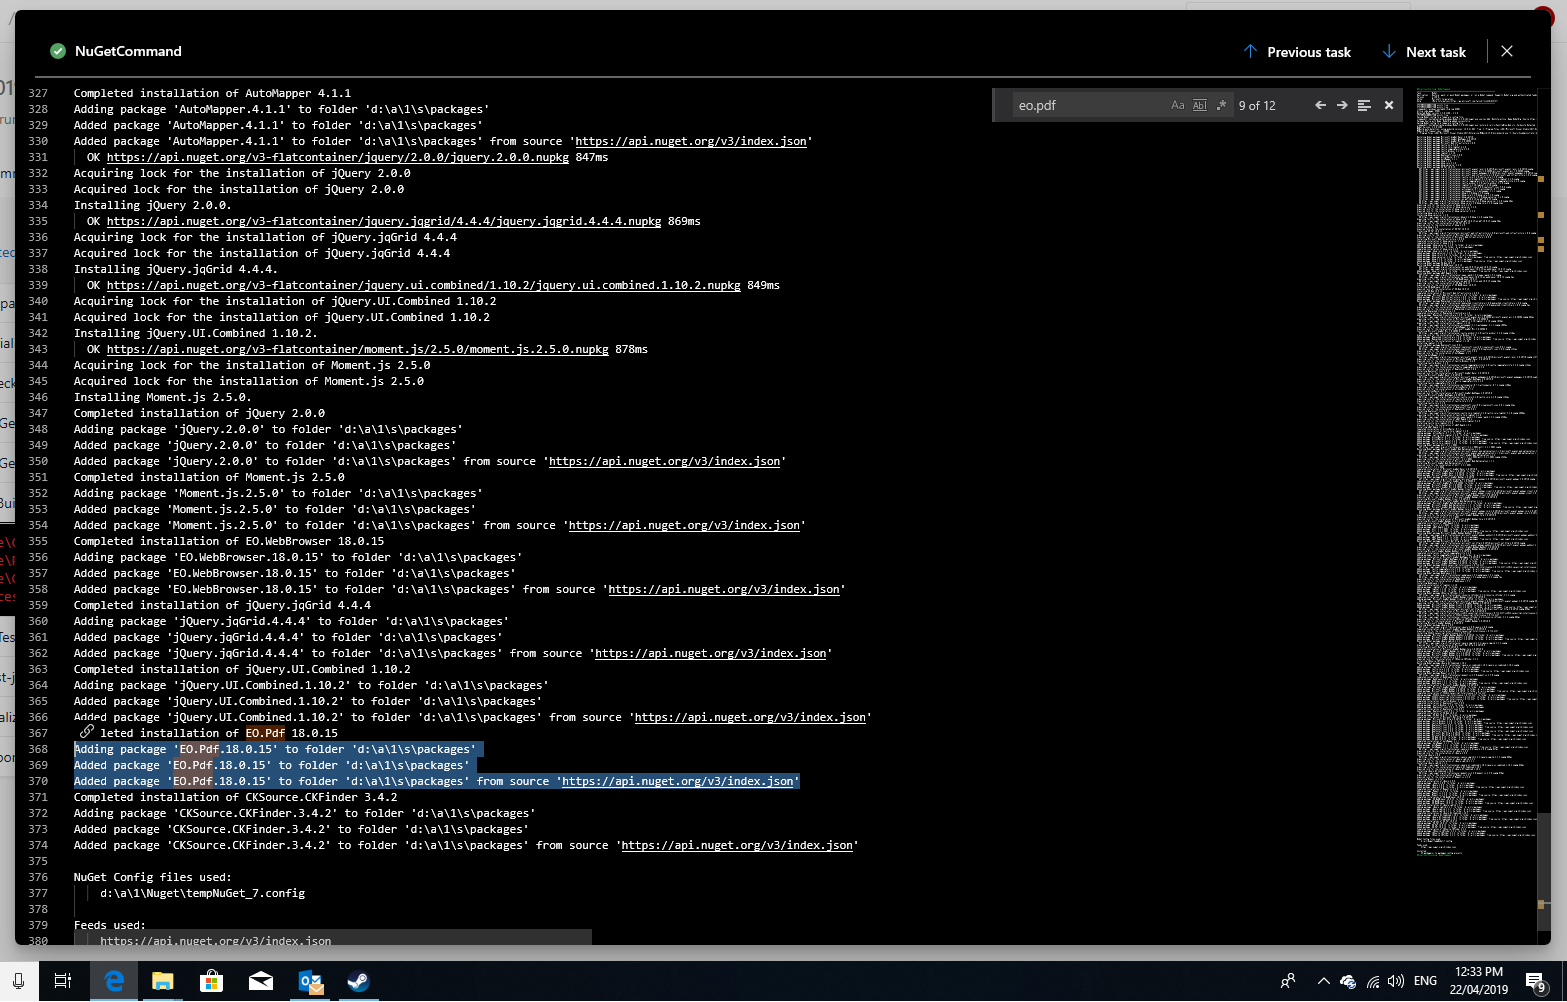 NuGetCommand
Previous task
Next task
eo.pdf
Aa
Abl
9 of 12
327 Completed installation of AutoMapper 4.1.1
328 Adding package 'AutoMapper.4.1.1' to folder 'd:\a\1\s\packages'
329 Added package 'AutoMapper.4.1.1' to folder 'd:\a\1\s\packages'
330 Added package 'AutoMapper.4.1.1' to folder 'd:\a\1\s\packages' from source 'https://api.nuget.org/v3/index.json'
331 OK https://api.nuget.org/v3-flatcontainer/jquery/2.0.0/jquery.2.0.0.nupkg 847ms
332 Acquiring lock for the installation of jQuery 2.0.0
333 Acquired lock for the installation of jQuery 2.0.0
334 Installing jQuery 2.0.0.
335 OK https://api.nuget.org/v3-flatcontainer/jquery.jqgrid/4.4.4/jquery.jqgrid.4.4.4.nupkg 869ms
336 Acquiring lock for the installation of jQuery.jqGrid 4.4.4
337 Acquired lock for the installation of jQuery.jqGrid 4.4.4
338 Installing jQuery.jqGrid 4.4.4.
339 OK https://api.nuget.org/v3-flatcontainer/jquery.ui.combined/1.10.2/jquery.ui.combined.1.10.2.nupkg 849ms
340 Acquiring lock for the installation of jQuery.UI.Combined 1.10.2
341 Acquired lock for the installation of jQuery.UI.Combined 1.10.2
342 Installing jQuery.UI.Combined 1.10.2.
343 OK https://api.nuget.org/v3-flatcontainer/moment.js/2.5.0/moment.js.2.5.0.nupkg 878ms
344 Acquiring lock for the installation of Moment.js 2.5.0
345 Acquired lock for the installation of Moment.js 2.5.0
346 Installing Moment.js 2.5.0.
347 Completed installation of jQuery 2.0.0
348 Adding package 'jQuery.2.0.0' to folder 'd:\a\1\s\packages'
349 Added package 'jQuery.2.0.0' to folder 'd:\a\1\s\packages'
350 Added package 'jQuery.2.0.0' to folder 'd:\a\1\s\packages' from source 'https://api.nuget.org/v3/index.json'
351 Completed installation of Moment.js 2.5.0
352 Adding package 'Moment.js.2.5.0' to folder 'd:\a\1\s\packages'
353 Added package 'Moment.js.2.5.0' to folder 'd:\a\1\s\packages'
354 Added package 'Moment.js.2.5.0' to folder 'd:\a\1\s\packages' from source 'https://api.nuget.org/v3/index.json'
355 Completed installation of EO.WebBrowser 18.0.15
356 Adding package 'EO.WebBrowser.18.0.15' to folder 'd:\a\1\s\packages'
357 Added package 'EO.WebBrowser.18.0.15' to folder 'd:\a\1\s\packages'
358 Added package 'EO.WebBrowser.18.0.15' to folder 'd:\a\1\s\packages' from source 'https://api.nuget.org/v3/index.json'
359 Completed installation of jQuery.jqGrid 4.4.4
360 Adding package 'jQuery.jqGrid.4.4.4' to folder 'd:\a\1\s\packages'
361 Added package 'jQuery.jqGrid.4.4.4' to folder 'd:\a\1\s\packages'
362 Added package 'jQuery.jqGrid.4.4.4' to folder 'd:\a\1\s\packages' from source 'https://api.nuget.org/v3/index.json'
363 Completed installation of jQuery.UI.Combined 1.10.2
364 Adding package 'jQuery.UI.Combined.1.10.2' to folder 'd:\a\1\s\packages'
365 Added package 'jQuery.UI.Combined.1.10.2' to folder 'd:\a\1\s\packages'
366 Added package 'jQuery.UI.Combined.1.10.2' to folder 'd:\a\1\s\packages' from source 'https://api.nuget.org/v3/index.json'
367 leted installation of EO.Pdf 18.0.15
368 Adding package 'EO.Pdf.18.0.15' to folder 'd:\a\1\s\packages'
369 Added package 'EO.Pdf.18.0.15' to folder 'd:\a\1\s\packages'
370 Added package 'EO.Pdf.18.0.15' to folder 'd:\a\1\s\packages' from source 'https://api.nuget.org/v3/index.json'
371 Completed installation of CKSource.CKFinder 3.4.2
372 Adding package 'CKSource.CKFinder.3.4.2' to folder 'd:\a\1\s\packages'
373 Added package 'CKSource.CKFinder.3.4.2' to folder 'd:\a\1\s\packages'
374 Added package 'CKSource.CKFinder.3.4.2' to folder 'd:\a\1\s\packages' from source 'https://api.nuget.org/v3/index.json'
375
376 NuGet Config files used:
377 d:\a\1\Nuget\tempNuGet_7.config
378
379 Feeds used:
380 https://api.nuget.org/v3/index.json
ENG
12:33 PM
22/04/2019
9